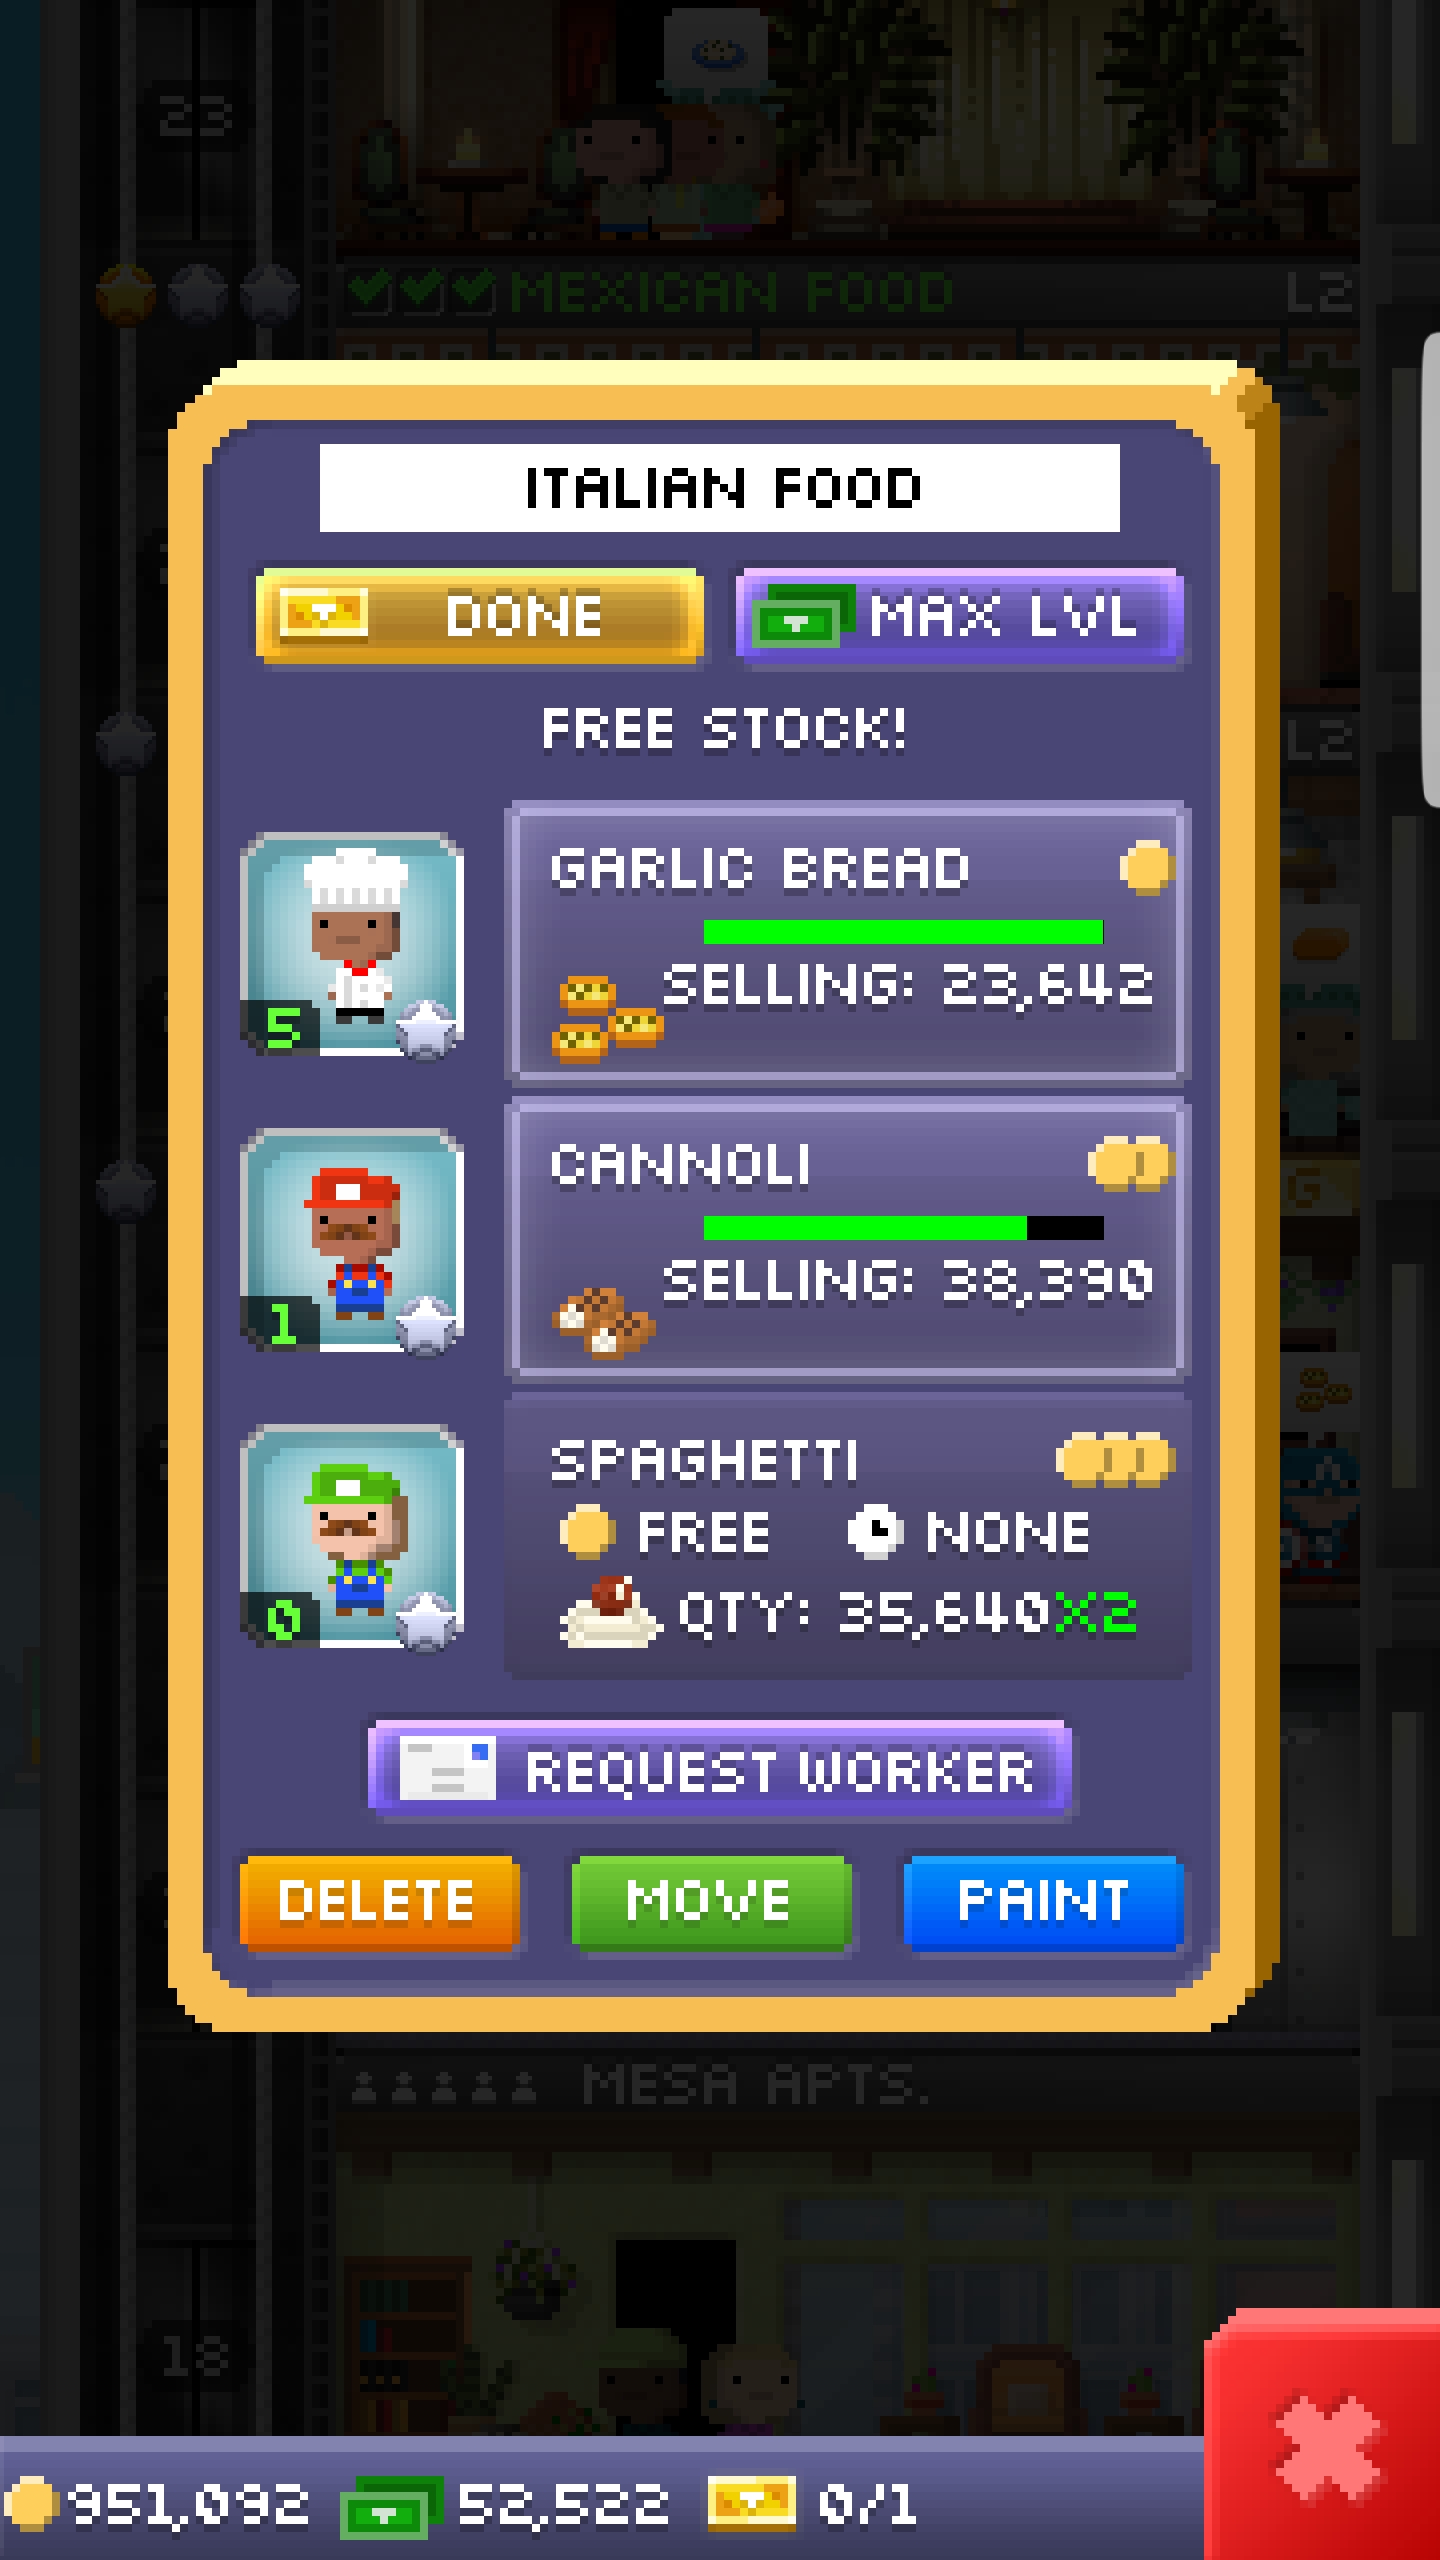 23
MEXICAN FOOD L2
ITALIAN FOOD
DONE MAX LVL
FREE STOCK!
L2
GARLIC BREAD
SELLING: 23,642
5
CANNOLI
G
SELLING: 38,390
1
SPAGHETTI
FREE NONE
QTY: 35,640X2
0
REQUEST WORKER
DELETE MOVE PAINT
MESA APTS.
18
951,092 52,522 0/1